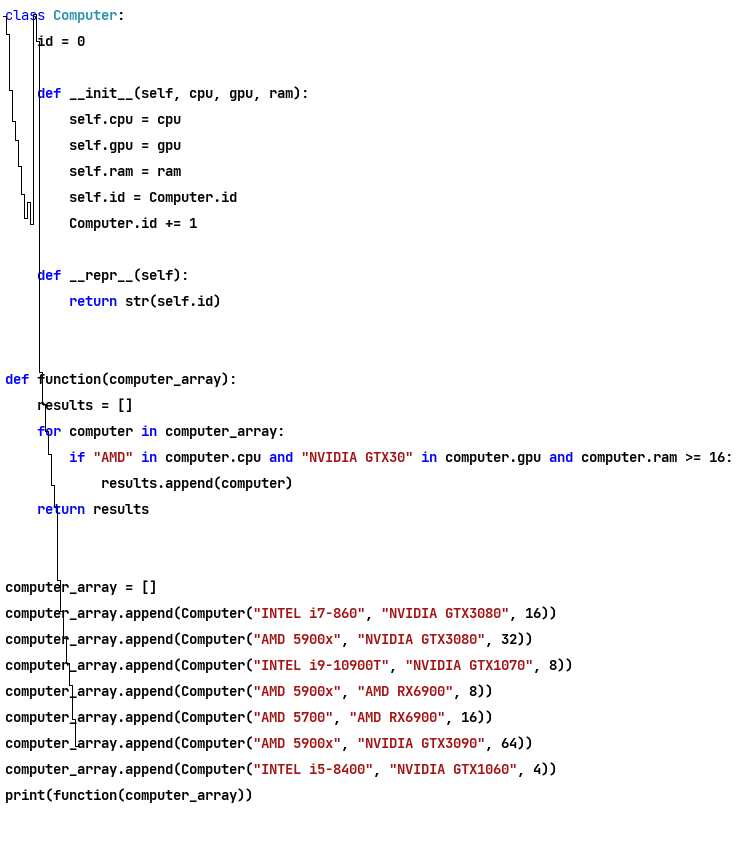 class Computer:
    id = 0
    def __init__(self, cpu, gpu, ram):
        self.cpu = cpu
        self.gpu = gpu
        self.ram = ram
        self.id = Computer.id
        Computer.id += 1
    def __repr__(self):
        return str(self.id)
def function(computer_array):
    results = []
    for computer in computer_array:
        if "AMD" in computer.cpu and "NVIDIA GTX30" in computer.gpu and computer.ram >= 16:
            results.append(computer)
    return results
computer_array = []
computer_array.append(Computer("INTEL i7-860", "NVIDIA GTX3080", 16))
computer_array.append(Computer("AMD 5900x", "NVIDIA GTX3080", 32))
computer_array.append(Computer("INTEL i9-10900T", "NVIDIA GTX1070", 8))
computer_array.append(Computer("AMD 5900x", "AMD RX6900", 8))
computer_array.append(Computer("AMD 5700", "AMD RX6900", 16))
computer_array.append(Computer("AMD 5900x", "NVIDIA GTX3090", 64))
computer_array.append(Computer("INTEL i5-8400", "NVIDIA GTX1060", 4))
print(function(computer_array))